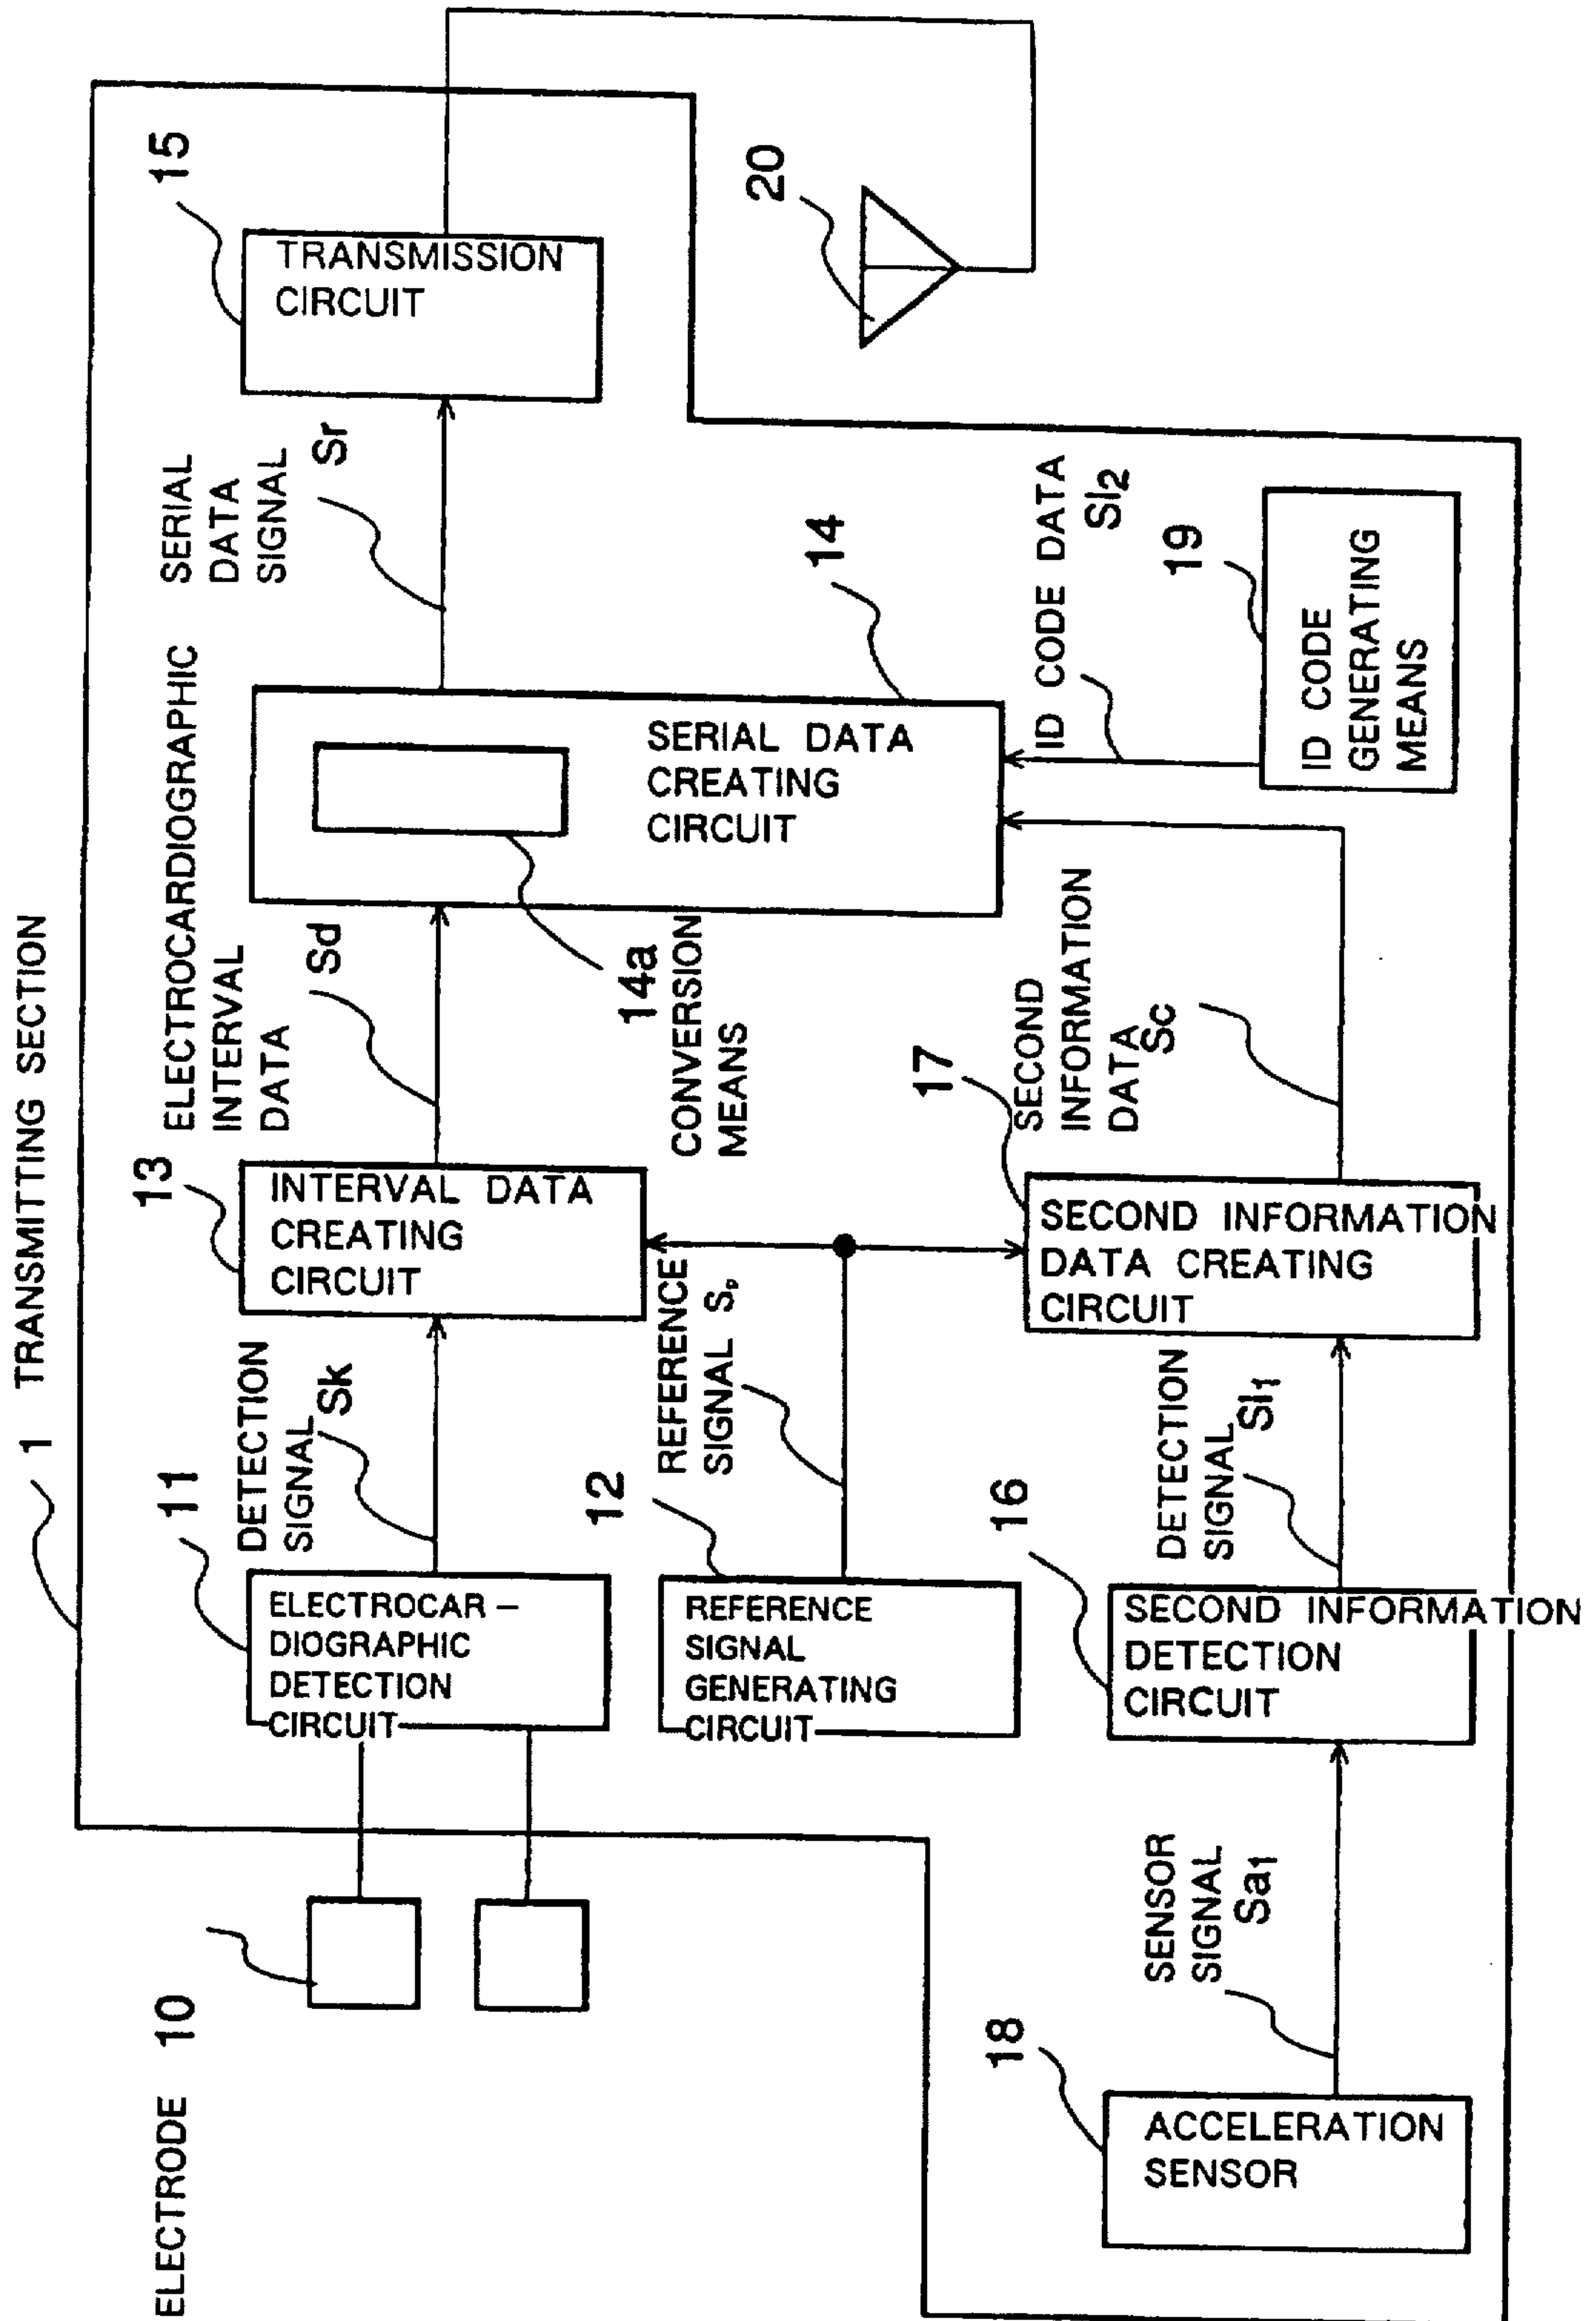 1 TRANSMITTING SECTION
ELECTRODE 10
11
ELECTROCAR-
DIOGRAPHIC
DETECTION
CIRCUIT
DETECTION
SIGNAL
Sk
13
INTERVAL DATA
CREATING
CIRCUIT
ELECTROCARDIOGRAPHIC
INTERVAL
DATA
Sd
14a
CONVERSION
MEANS
14
SERIAL DATA
CREATING
CIRCUIT
SERIAL
DATA
SIGNAL
Sr
15
TRANSMISSION
CIRCUIT
20
12
REFERENCE
SIGNAL
GENERATING
CIRCUIT
REFERENCE
SIGNAL
18
ACCELERATION
SENSOR
SENSOR
SIGNAL
Sa1
16
SECOND INFORMATION
DETECTION
CIRCUIT
DETECTION
SIGNAL
SI1
17
SECOND INFORMATION
DATA CREATING
CIRCUIT
SECOND
INFORMATION
DATA
Sc
ID CODE DATA
SI2
19
ID CODE
GENERATING
MEANS